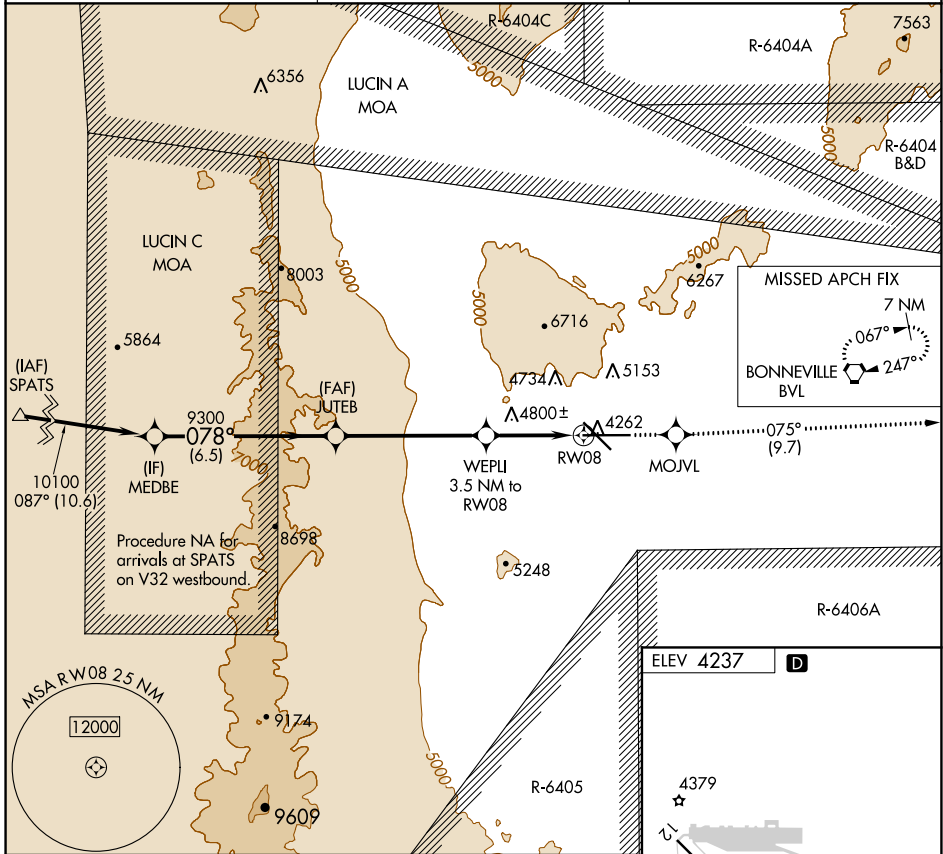 R-6404C
7563
R-6404A
5000
6356
LUCIN A
MOA
5000
R-6404
B&D
LUCIN C
MOA
8003
5000
5000
5000
6267
MISSED APCH FIX
7 NM
067°
247°
BONNEVILLE
BVL
6716
5864
(IAF)
SPATS
(FAF)
JUTEB
4734
5153
4800±
4262
9300
078°
(6.5)
075°
(9.7)
10100
087° (10.6)
(IF)
MEDBE
7000
WEPLI
3.5 NM to
RW08
RW08
MOJVL
Procedure NA for
arrivals at SPATS
on V32 westbound.
8698
5248
R-6406A
ELEV 4237
D
MSA RW08 25 NM
12000
9174
5000
R-6405
4379
9609
12